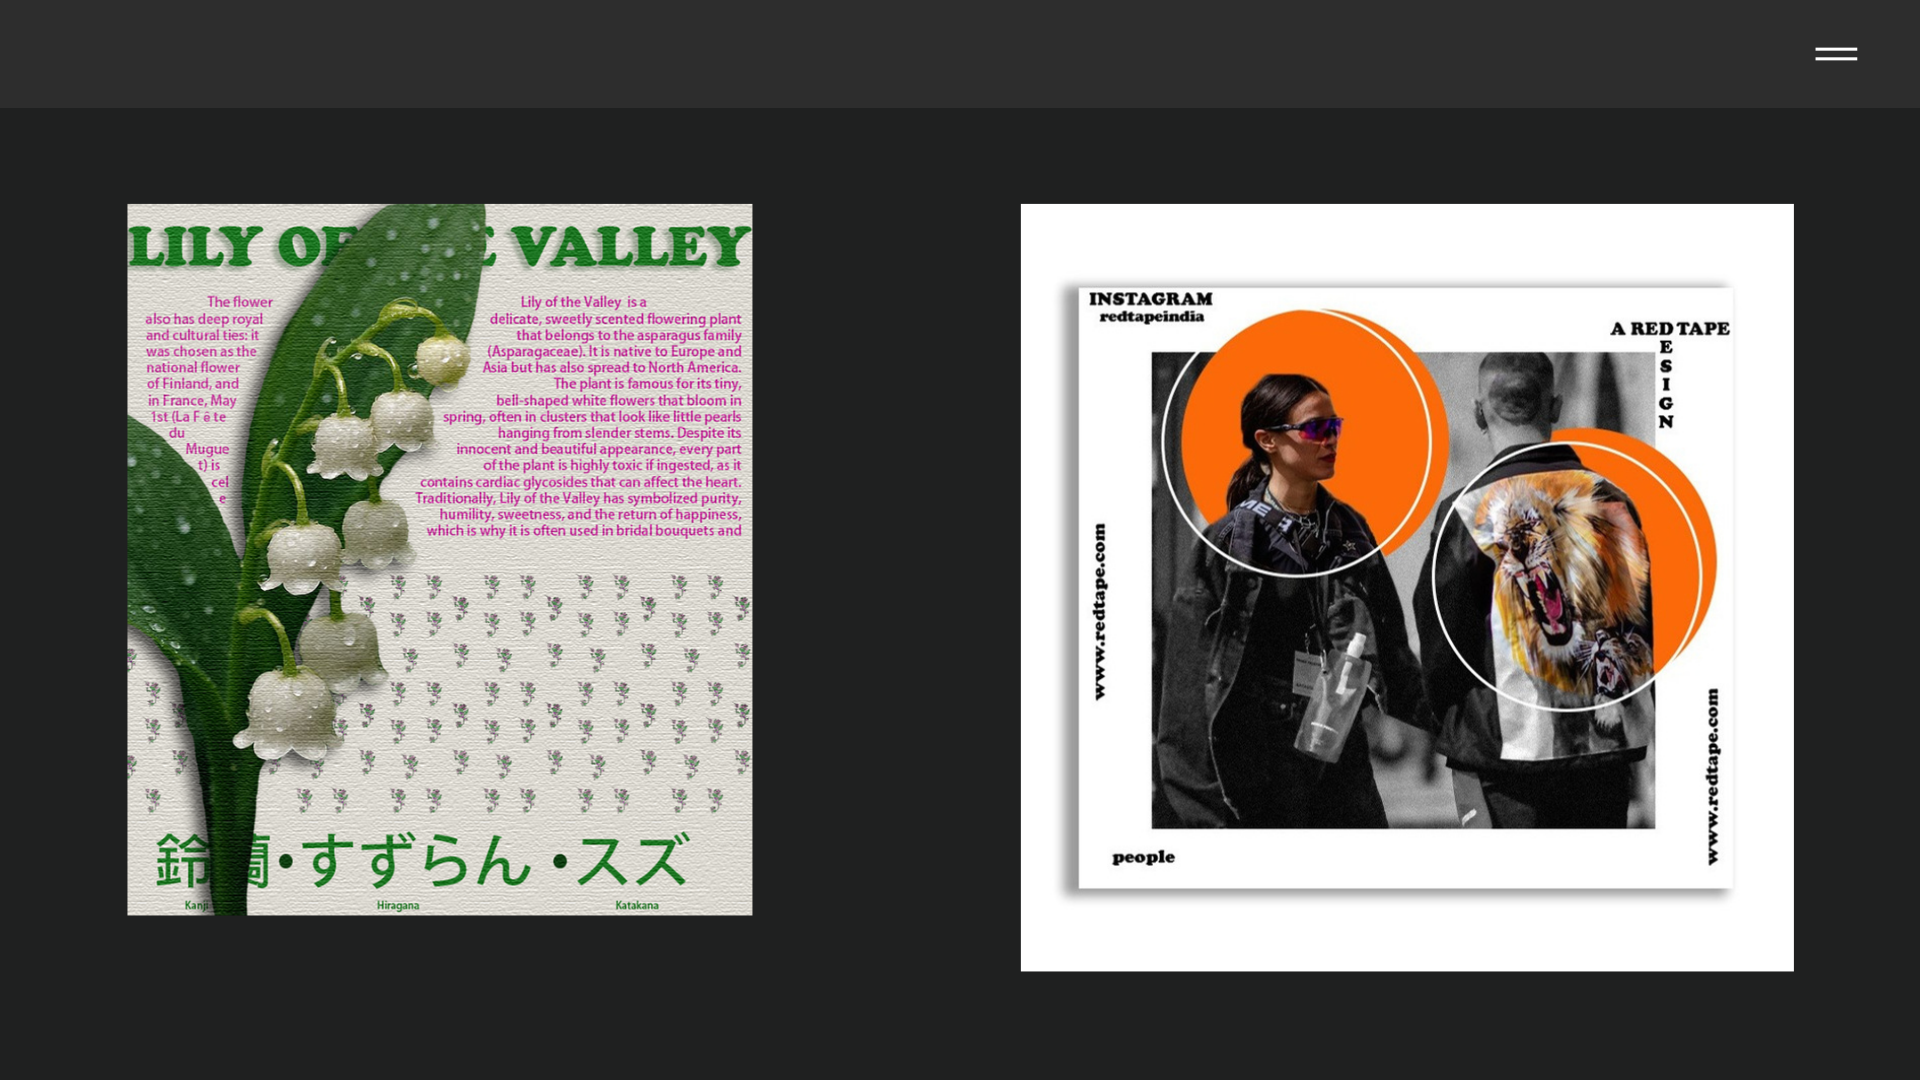 LILY OF VALLEY
The flower
also has deep royal
and cultural ties: it
was chosen as the
national flower
of Finland, and
in France, May
1st (La F ê te
du
Mugue
t) is
cel
e
Lily of the Valley is a
delicate, sweetly scented flowering plant
that belongs to the asparagus family
(Asparagaceae). It is native to Europe and
Asia but has also spread to North America.
The plant is famous for its tiny,
bell-shaped white flowers that bloom in
spring, often in clusters that look like little pearls
hanging from slender stems. Despite its
innocent and beautiful appearance, every part
of the plant is highly toxic if ingested, as it
contains cardiac glycosides that can affect the heart.
Traditionally, Lily of the Valley has symbolized purity,
humility, sweetness, and the return of happiness,
which is why it is often used in bridal bouquets and
鈴蘭・すずらん・スズ
Kanji Hiragana Katakana
INSTAGRAM
redtapeindia
A RED TAPE
DESIGN
www.redtape.com
www.redtape.com
people